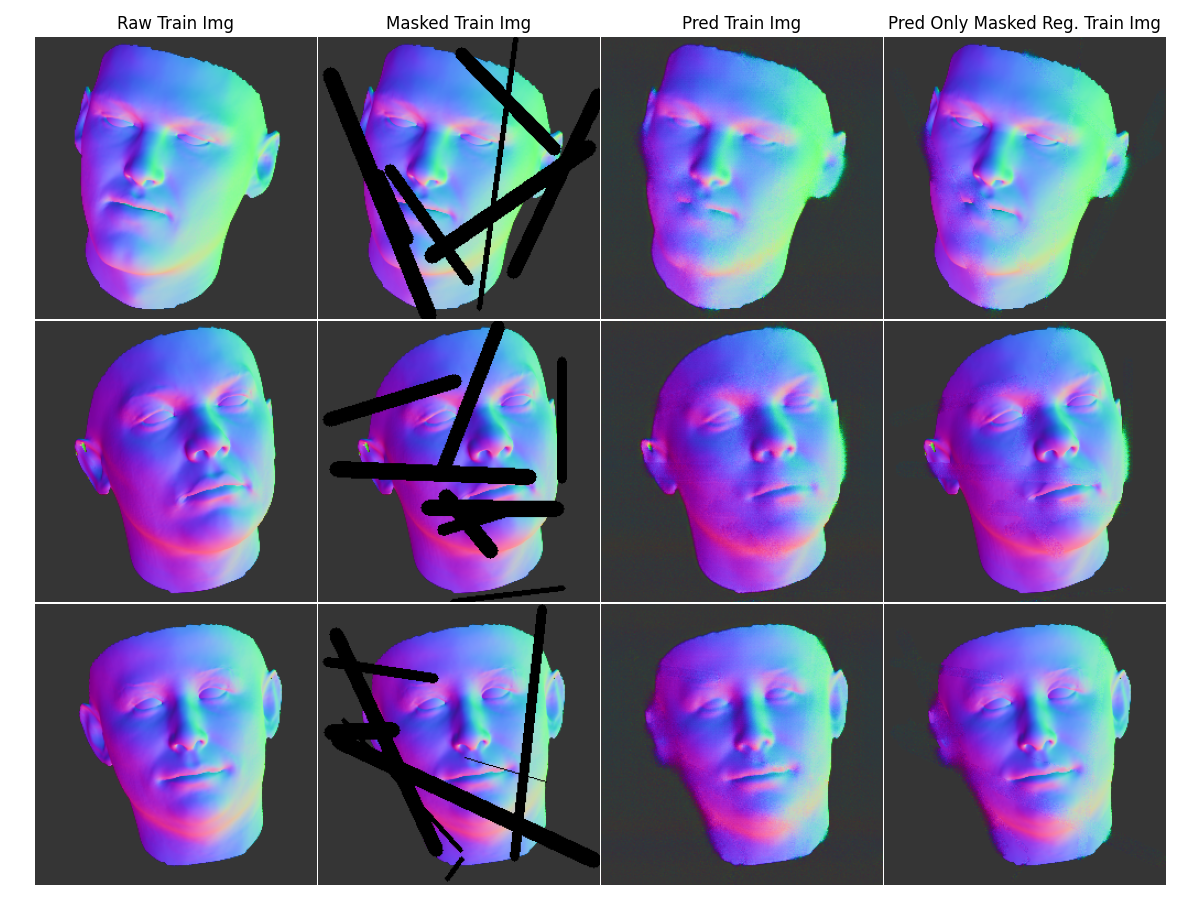 Raw Train Img
Masked Train Img
Pred Train Img
Pred Only Masked Reg. Train Img